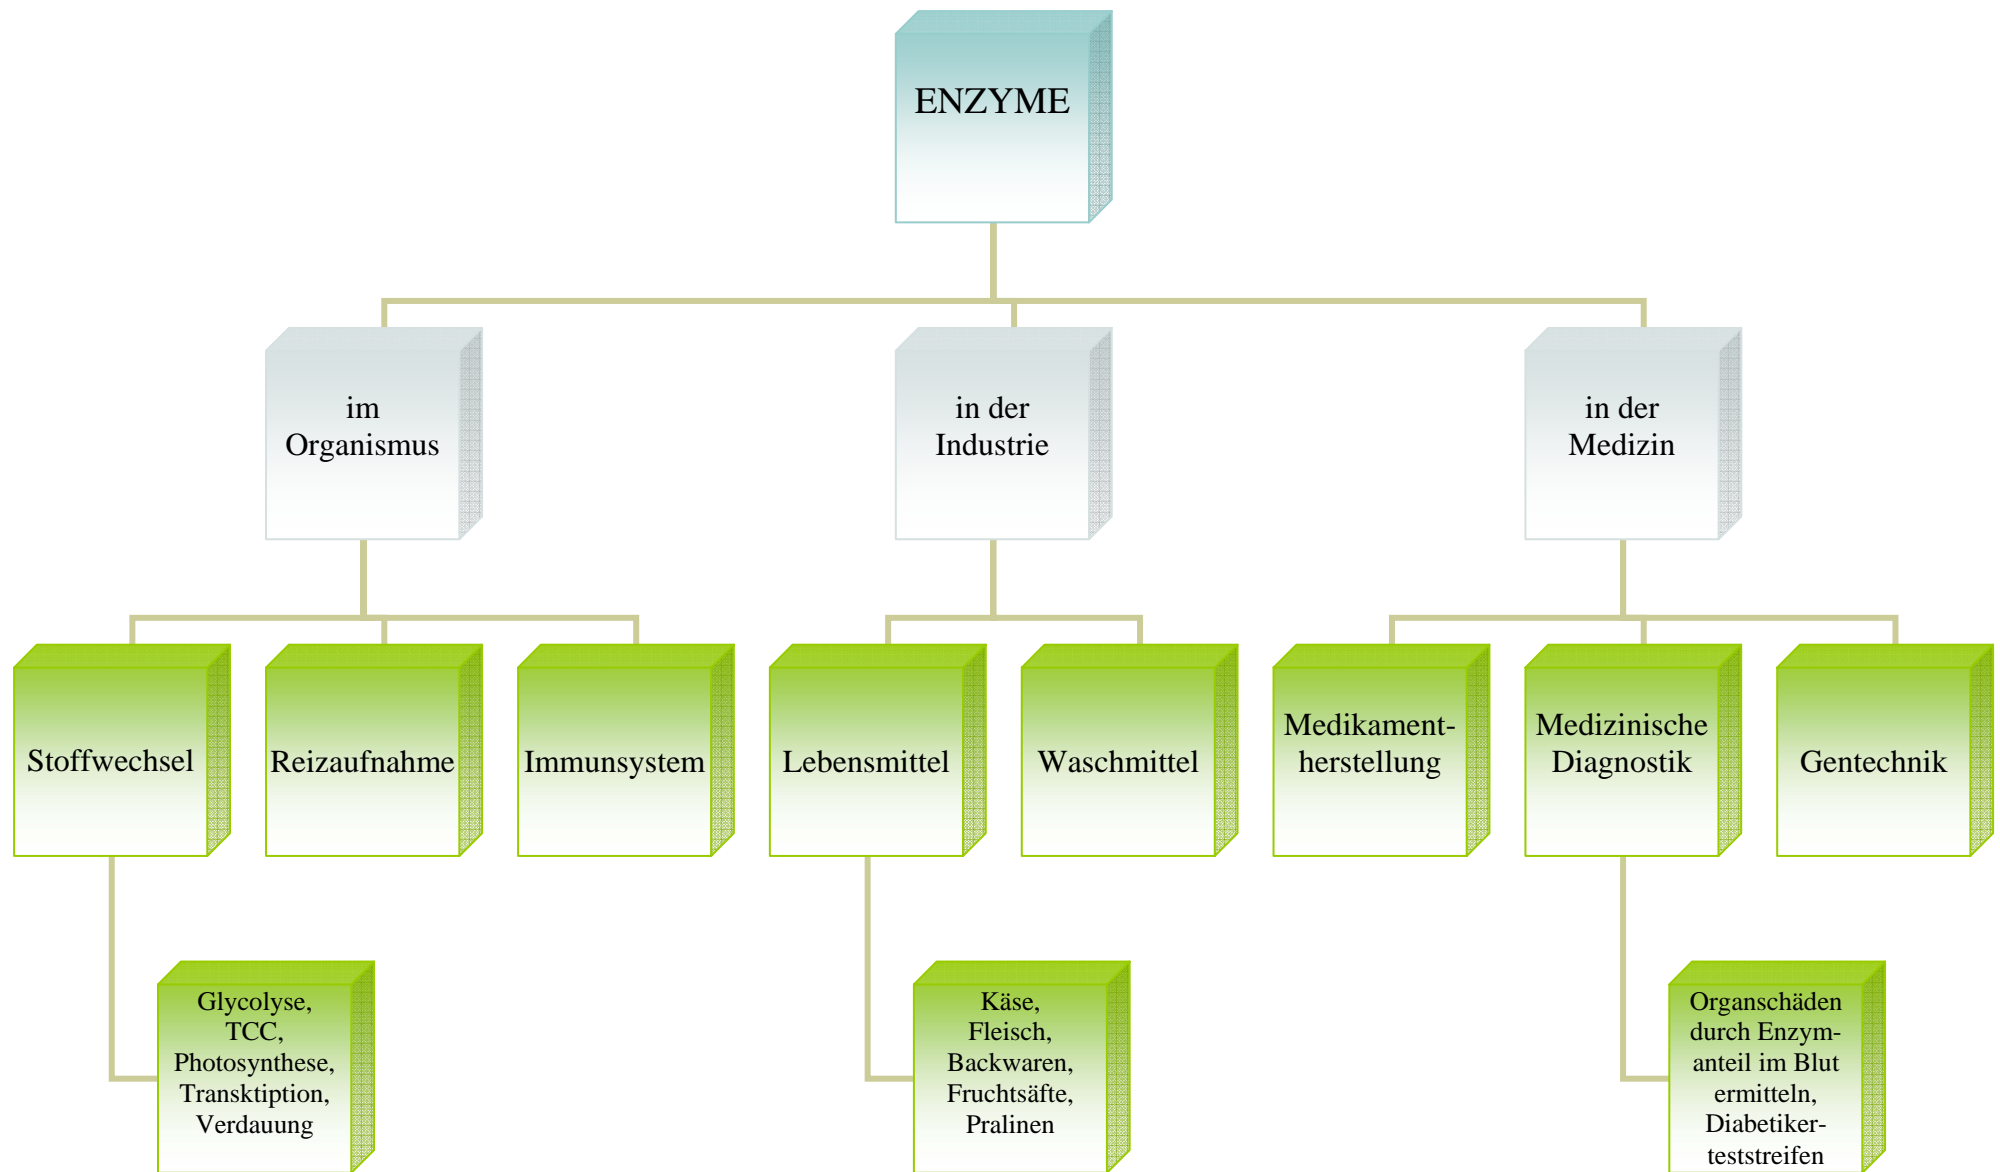 ENZYME
im
Organismus
in der
Industrie
in der
Medizin
Stoffwechsel
Reizaufnahme
Immunsystem
Lebensmittel
Waschmittel
Medikament-
herstellung
Medizinische
Diagnostik
Gentechnik
Glycolyse,
TCC,
Photosynthese,
Transktiption,
Verdauung
Käse,
Fleisch,
Backwaren,
Fruchtsäfte,
Pralinen
Organschäden
durch Enzym-
anteil im Blut
ermitteln,
Diabetiker-
teststreifen